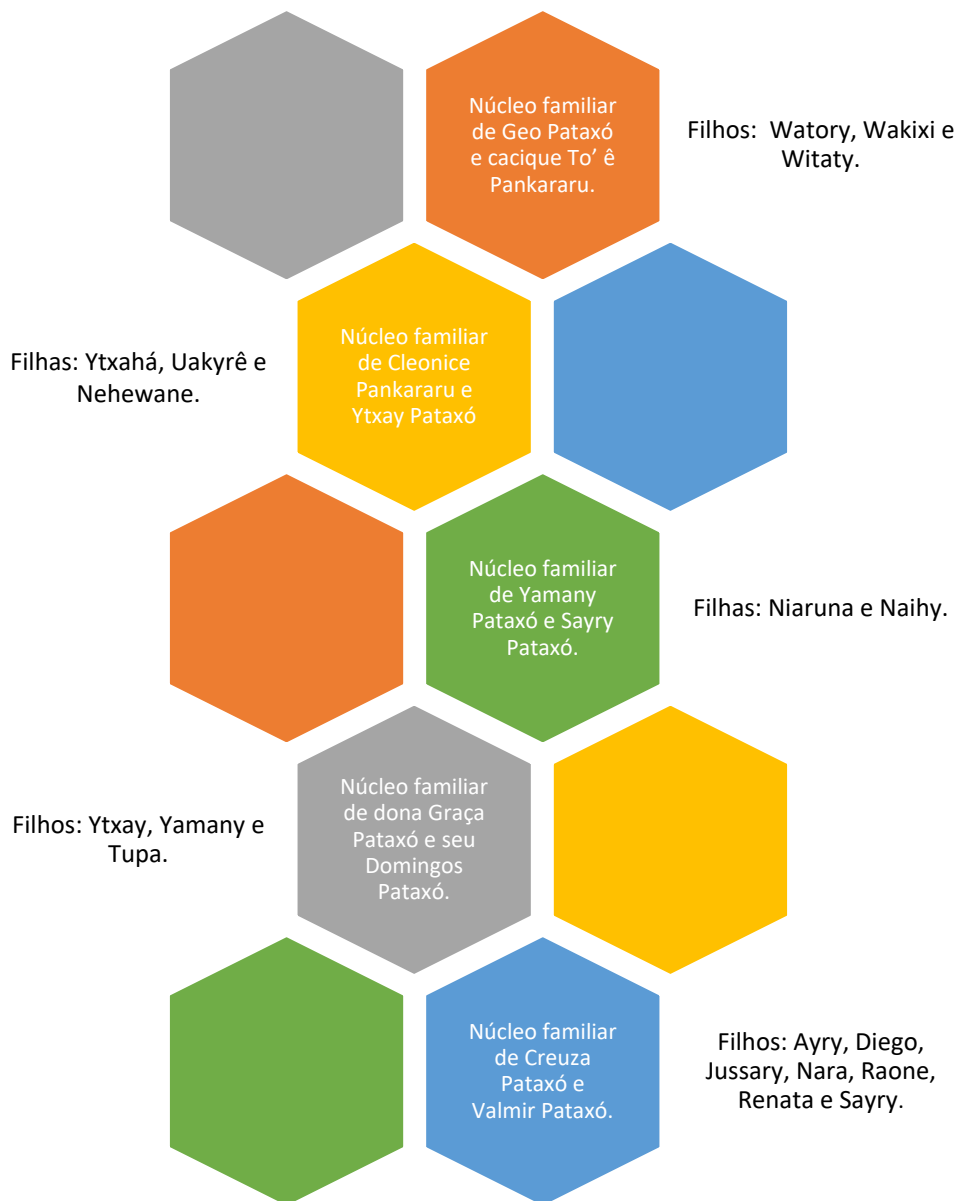 Núcleo familiar
de Geo Pataxó
e cacique To’ ê
Pankararu.
Filhos:  Watory, Wakixi e
Witaty.
Filhas: Ytxahá, Uakyrê e
Nehewane.
Núcleo familiar
de Cleonice
Pankararu e
Ytxay Pataxó
Núcleo familiar
de Yamany
Pataxó e Sayry
Pataxó.
Filhas: Niaruna e Naihy.
Filhos: Ytxay, Yamany e
Tupa.
Núcleo familiar
de dona Graça
Pataxó e seu
Domingos
Pataxó.
Núcleo familiar
de Creuza
Pataxó e
Valmir Pataxó.
Filhos: Ayry, Diego,
Jussary, Nara, Raone,
Renata e Sayry.